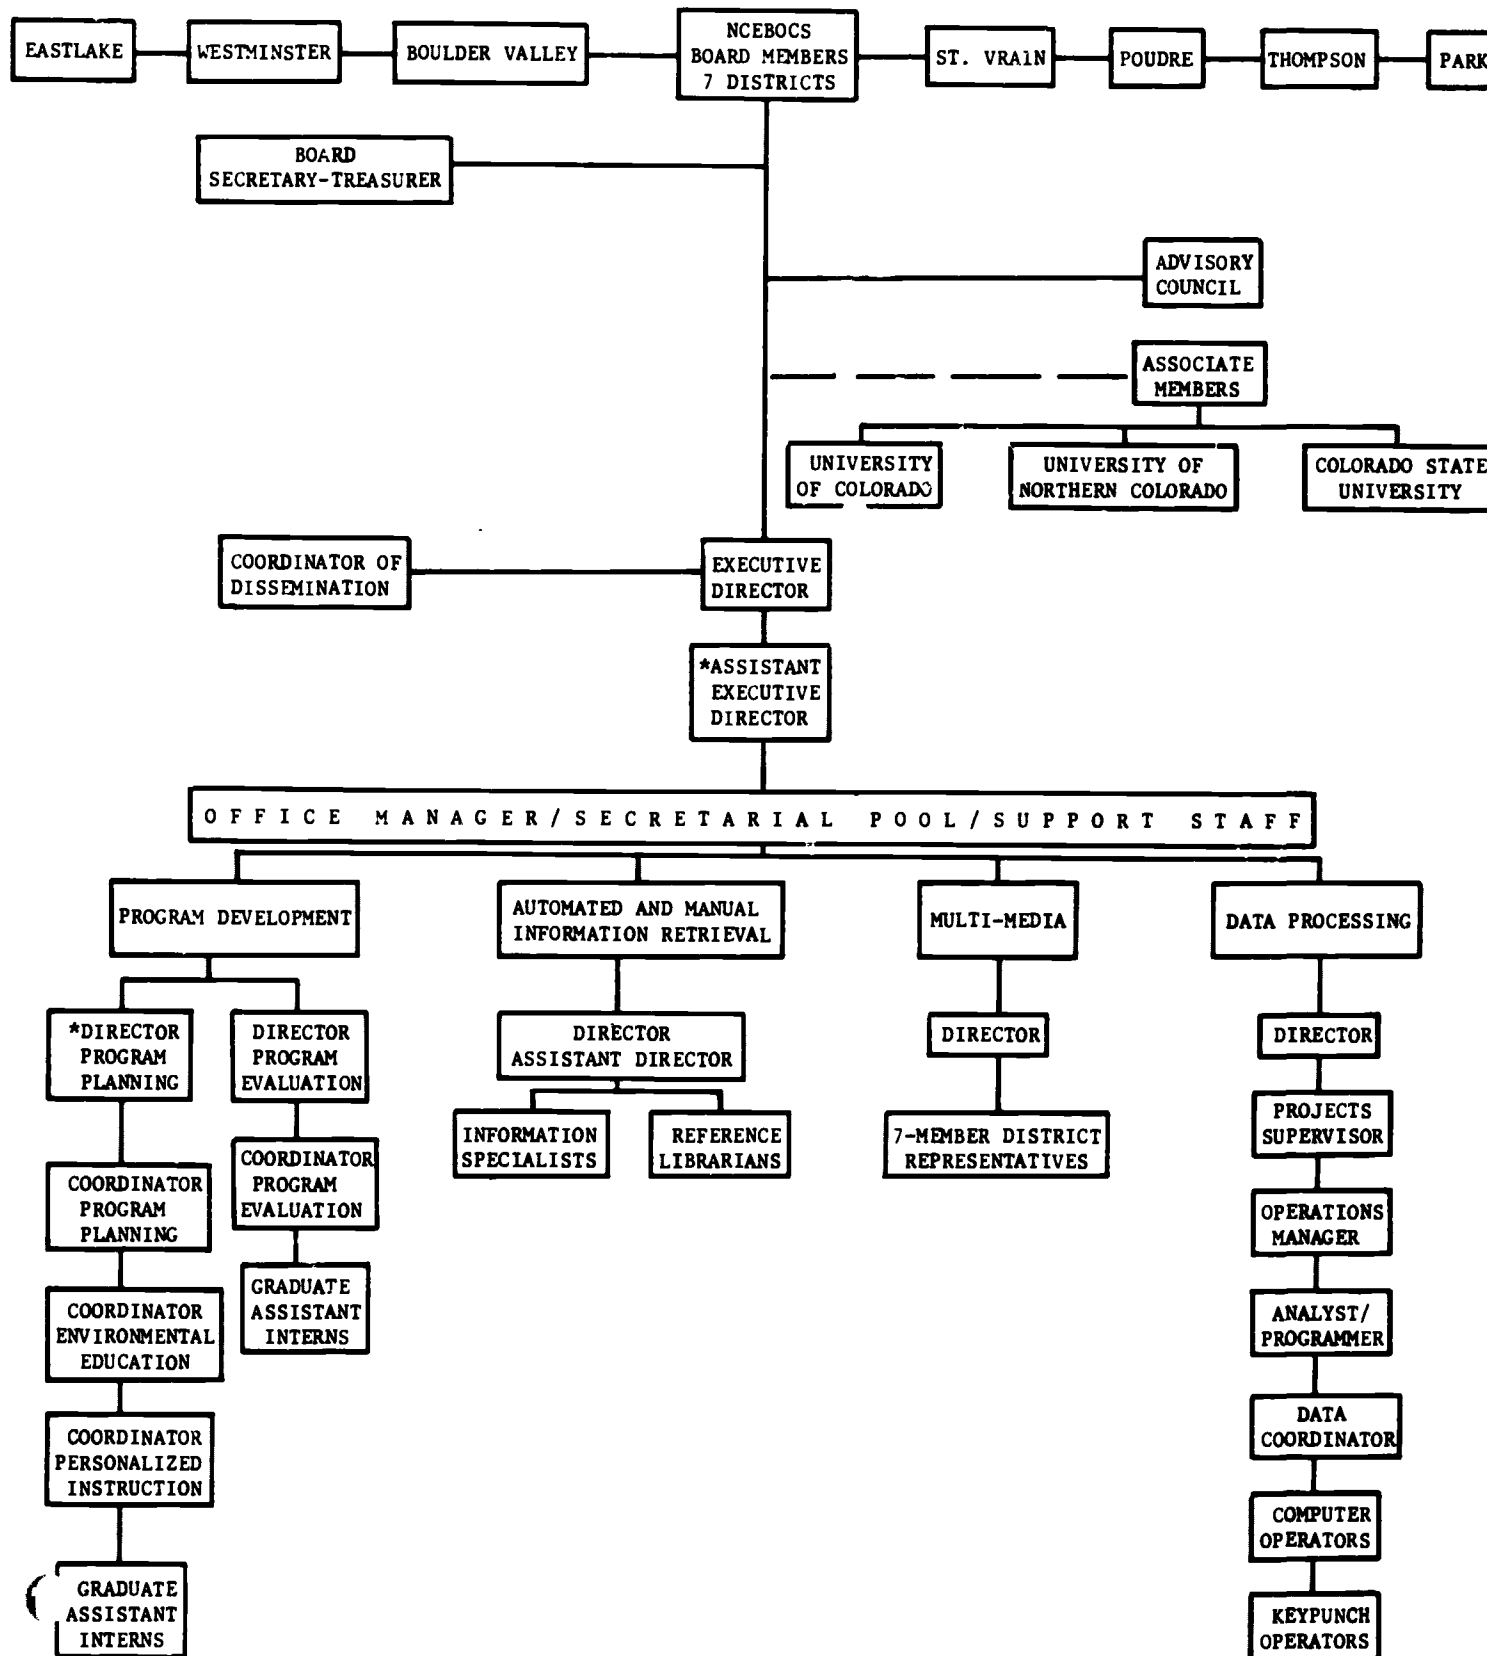 EASTLAKE
WESTMINSTER
BOULDER VALLEY
NCEBOCS
BOARD MEMBERS
7 DISTRICTS
ST. VRAIN
POUDRE
THOMPSON
PARK
BOARD
SECRETARY-TREASURER
ADVISORY
COUNCIL
ASSOCIATE
MEMBERS
UNIVERSITY
OF COLORADO
UNIVERSITY OF
NORTHERN COLORADO
COLORADO STATE
UNIVERSITY
COORDINATOR OF
DISSEMINATION
EXECUTIVE
DIRECTOR
*ASSISTANT
EXECUTIVE
DIRECTOR
OFFICE MANAGER/SECRETARIAL POOL/SUPPORT STAFF
PROGRAM DEVELOPMENT
AUTOMATED AND MANUAL
INFORMATION RETRIEVAL
MULTI-MEDIA
DATA PROCESSING
*DIRECTOR
PROGRAM
PLANNING
DIRECTOR
PROGRAM
EVALUATION
DIRECTOR
ASSISTANT DIRECTOR
DIRECTOR
DIRECTOR
COORDINATOR
PROGRAM
PLANNING
COORDINATOR
PROGRAM
EVALUATION
INFORMATION
SPECIALISTS
REFERENCE
LIBRARIANS
7-MEMBER DISTRICT
REPRESENTATIVES
PROJECTS
SUPERVISOR
OPERATIONS
MANAGER
COORDINATOR
ENVIRONMENTAL
EDUCATION
GRADUATE
ASSISTANT
INTERNS
ANALYST/
PROGRAMMER
COORDINATOR
PERSONALIZED
INSTRUCTION
DATA
COORDINATOR
COMPUTER
OPERATORS
GRADUATE
ASSISTANT
INTERNS
KEYPUNCH
OPERATORS